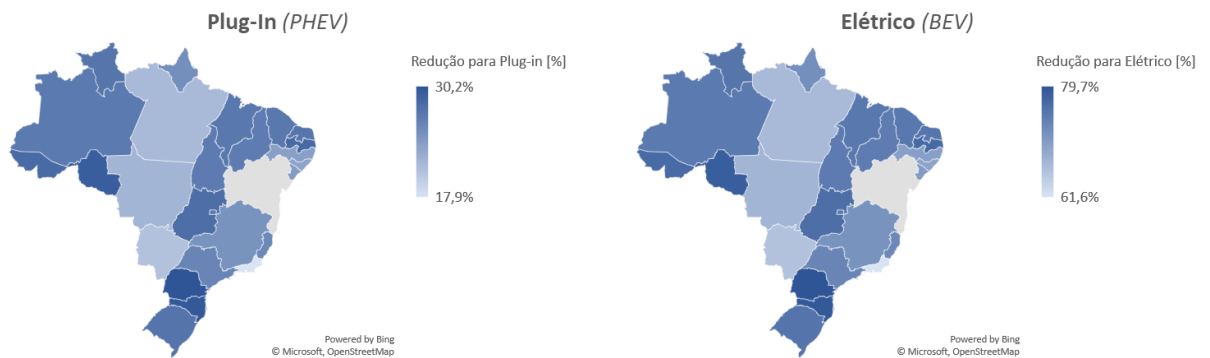 Plug-In (PHEV)
Redução para Plug-in [%]
30,2%
17,9%
Powered by Bing
© Microsoft, OpenStreetMap
Elétrico (BEV)
Redução para Elétrico [%]
79,7%
61,6%
Powered by Bing
© Microsoft, OpenStreetMap